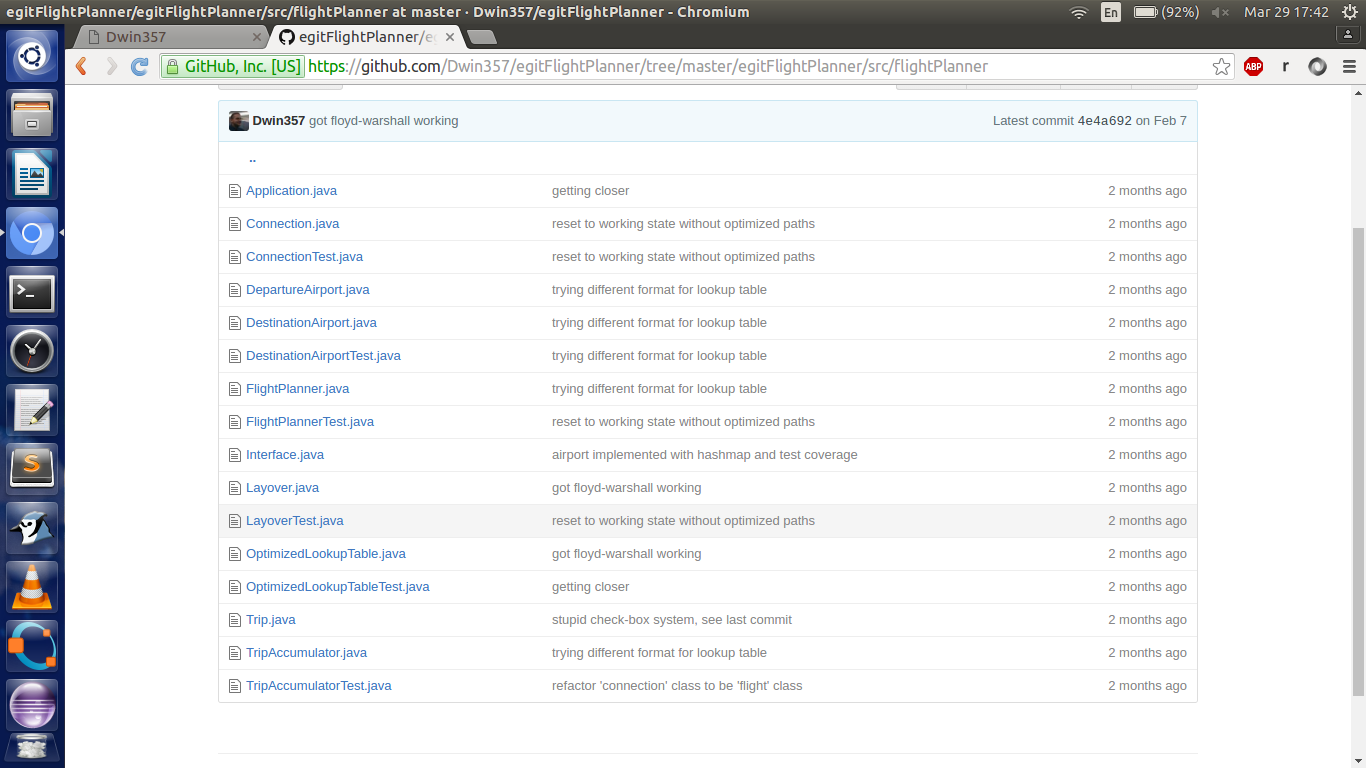 egitFlightPlanner/egitFlightPlanner/src/flightPlanner at master · Dwin357/egitFlightPlanner - Chromium En (92%) Mar 29 17:42
Dwin357 × egitFlightPlanner/e ×
GitHub, Inc. [US] https://github.com/Dwin357/egitFlightPlanner/tree/master/egitFlightPlanner/src/flightPlanner ABP r
Dwin357 got floyd-warshall working Latest commit 4e4a692 on Feb 7
..
Application.java getting closer 2 months ago
Connection.java reset to working state without optimized paths 2 months ago
ConnectionTest.java reset to working state without optimized paths 2 months ago
DepartureAirport.java trying different format for lookup table 2 months ago
DestinationAirport.java trying different format for lookup table 2 months ago
DestinationAirportTest.java trying different format for lookup table 2 months ago
FlightPlanner.java trying different format for lookup table 2 months ago
FlightPlannerTest.java reset to working state without optimized paths 2 months ago
Interface.java airport implemented with hashmap and test coverage 2 months ago
Layover.java got floyd-warshall working 2 months ago
LayoverTest.java reset to working state without optimized paths 2 months ago
OptimizedLookupTable.java got floyd-warshall working 2 months ago
OptimizedLookupTableTest.java getting closer 2 months ago
Trip.java stupid check-box system, see last commit 2 months ago
TripAccumulator.java trying different format for lookup table 2 months ago
TripAccumulatorTest.java refactor 'connection' class to be 'flight' class 2 months ago